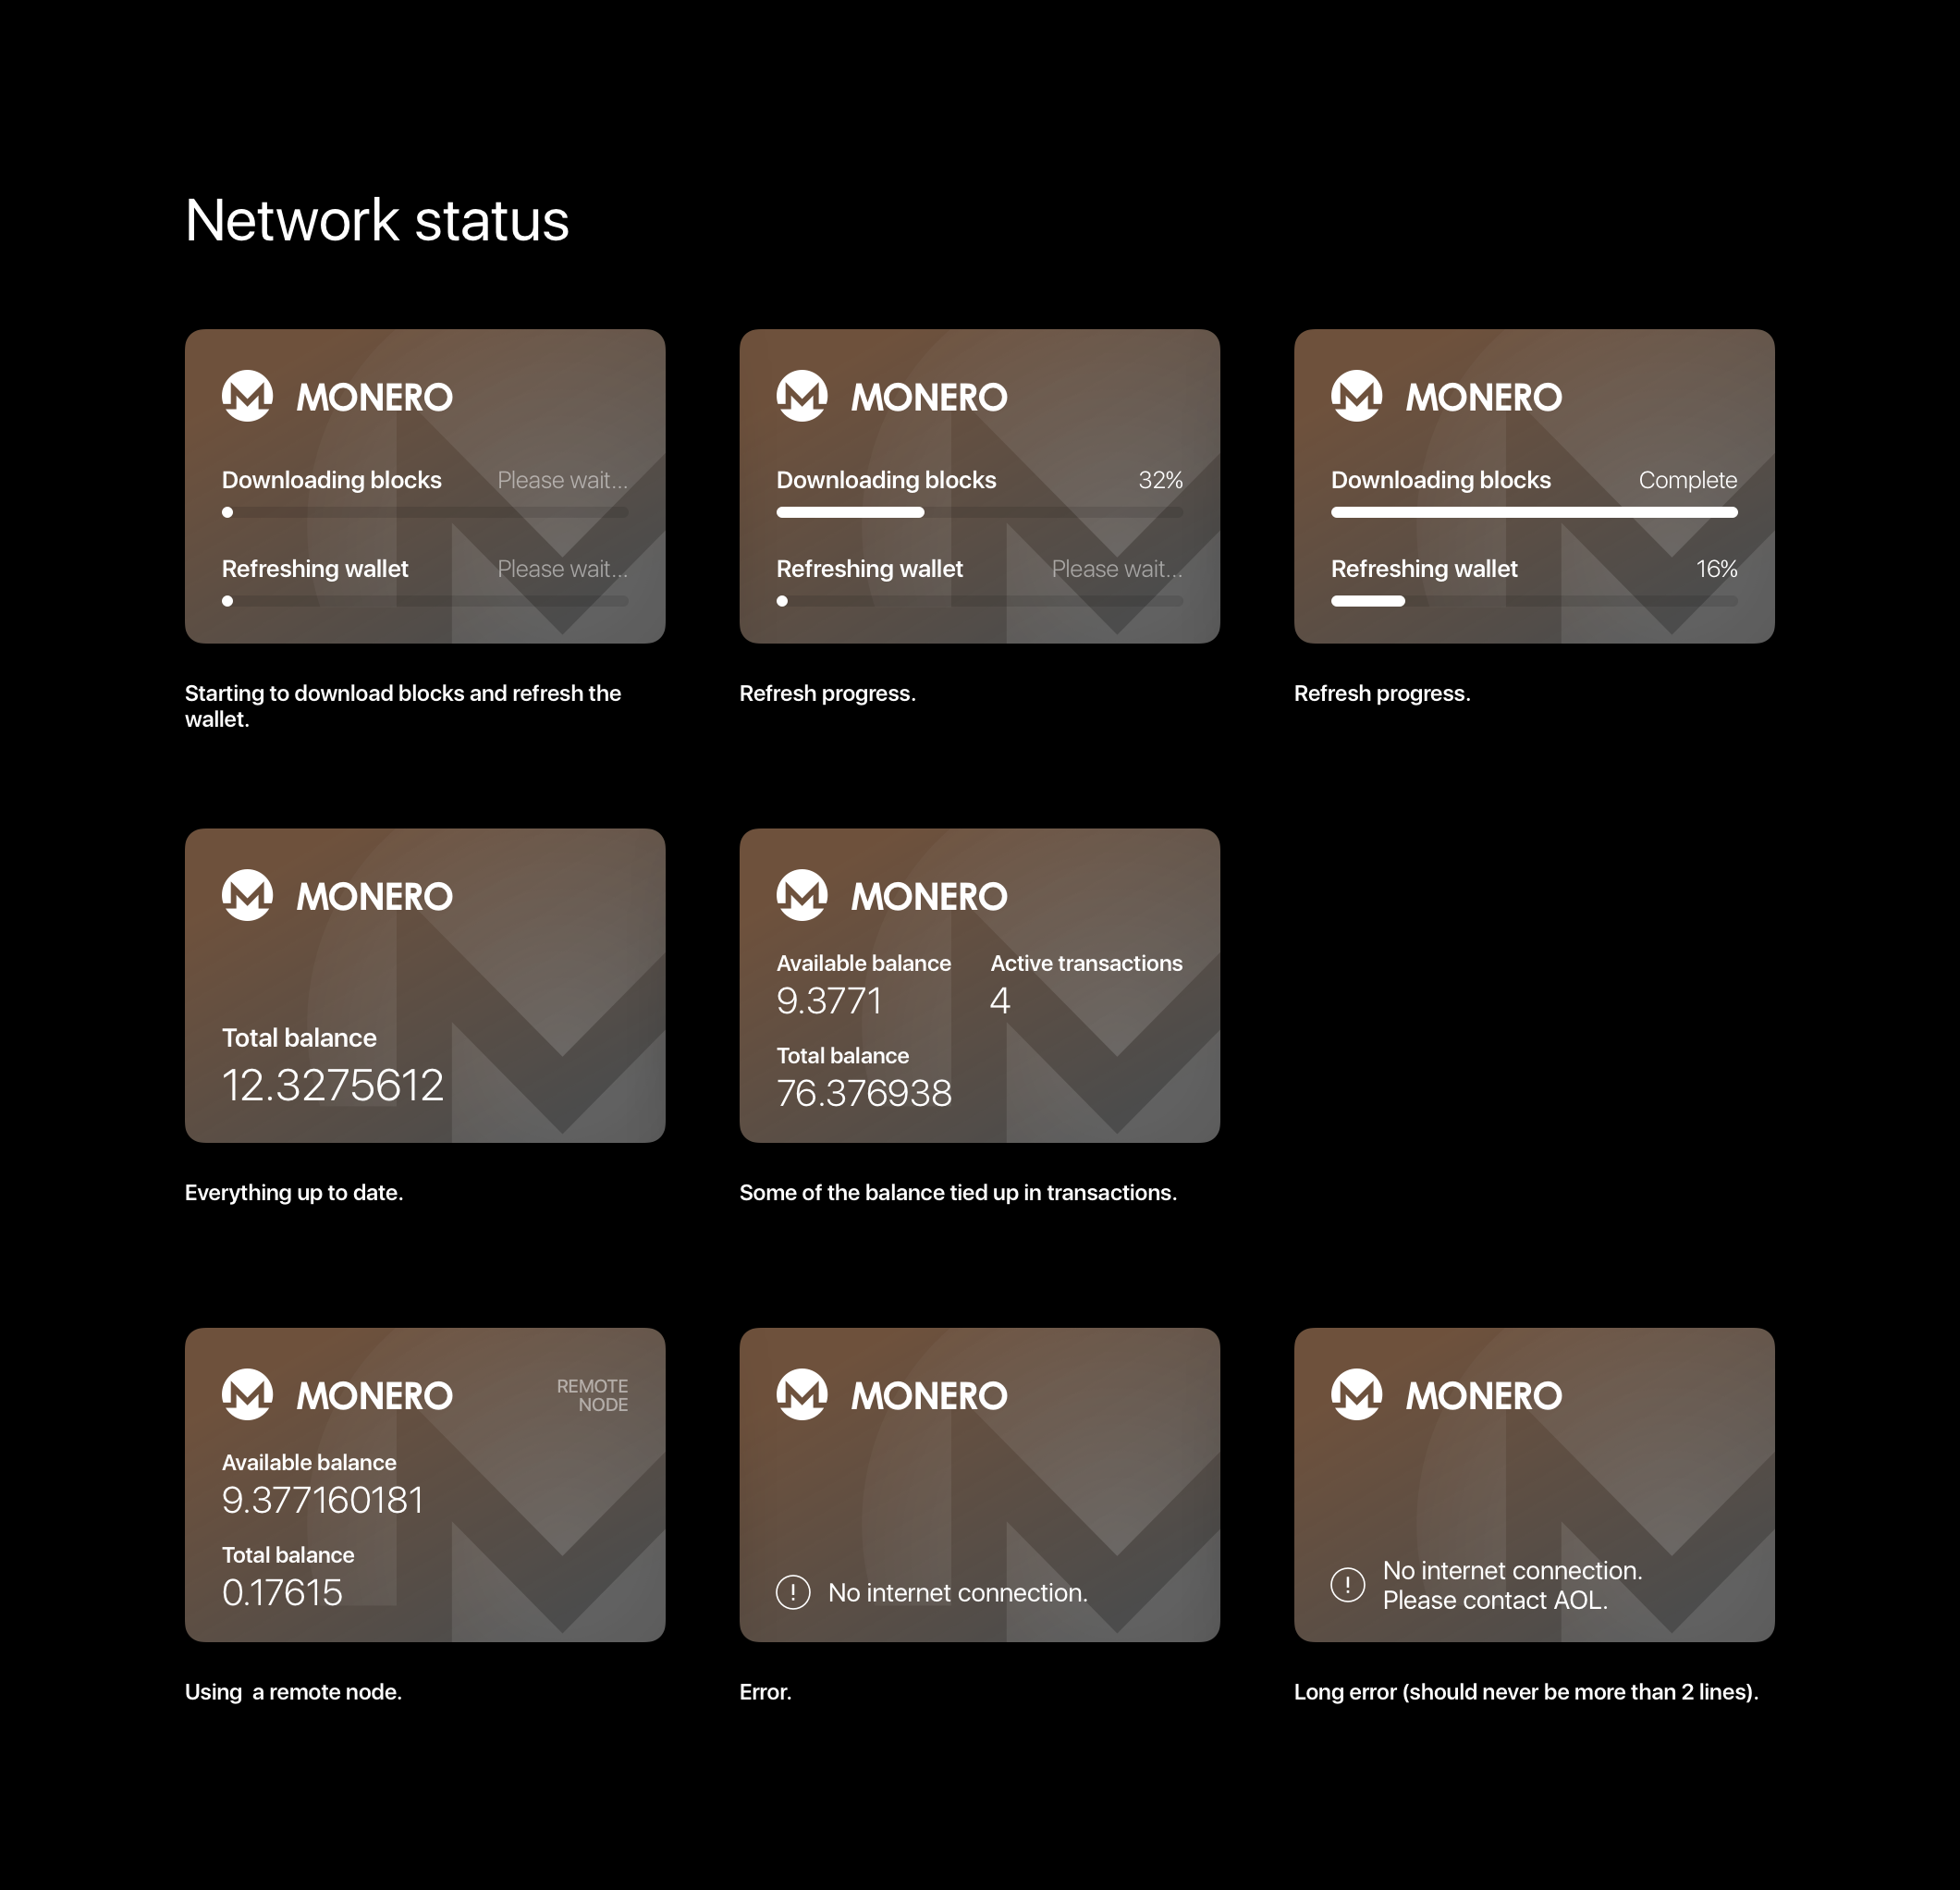 Network status
MONERO
Downloading blocks Please wait...
Refreshing wallet Please wait...
Starting to download blocks and refresh the
wallet.
MONERO
Downloading blocks 32%
Refreshing wallet Please wait...
Refresh progress.
MONERO
Downloading blocks Complete
Refreshing wallet 16%
Refresh progress.
MONERO
Total balance
12.3275612
Everything up to date.
MONERO
Available balance Active transactions
9.3771 4
Total balance
76.376938
Some of the balance tied up in transactions.
MONERO
REMOTE
NODE
Available balance
9.377160181
Total balance
0.17615
Using  a remote node.
MONERO
! No internet connection.
Error.
MONERO
! No internet connection.
Please contact AOL.
Long error (should never be more than 2 lines).